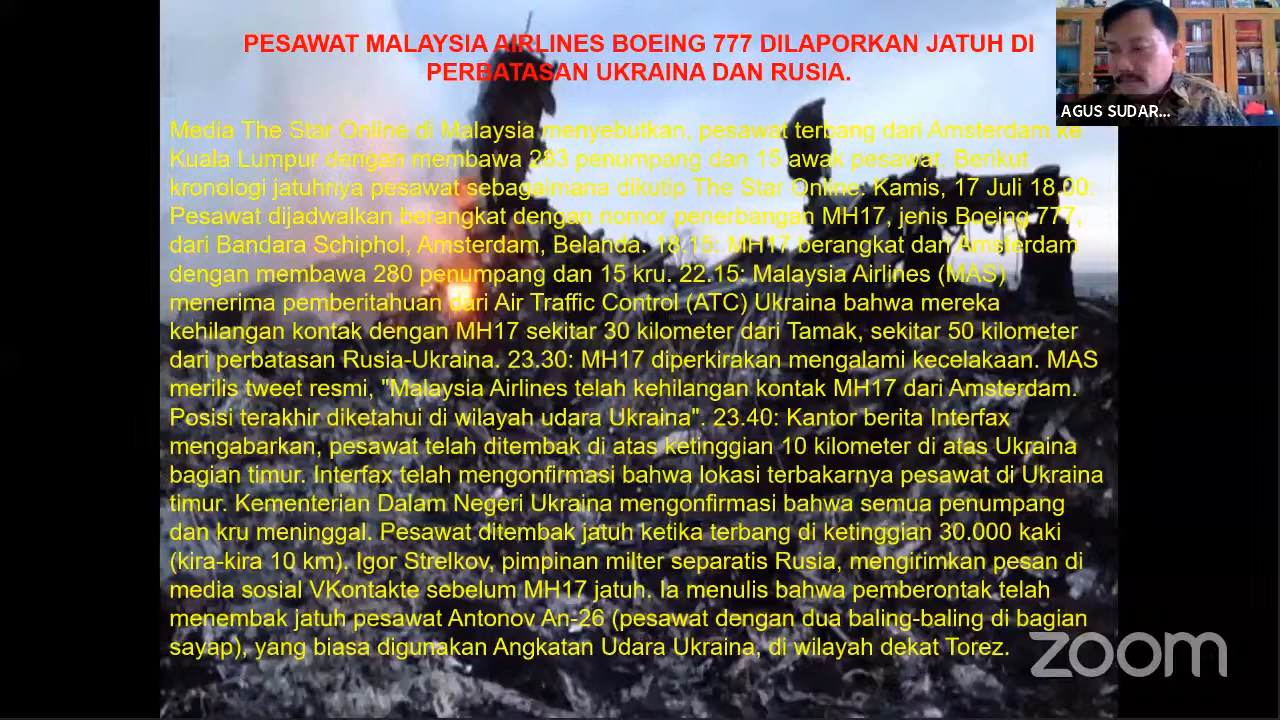 PESAWAT MALAYSIA AIRLINES BOEING 777 DILAPORKAN JATUH DI
PERBATASAN UKRAINA DAN RUSIA.
AGUS SUDAR...
Media The Star Online di Malaysia menyebutkan, pesawat terbang dari Amsterdam ke
Kuala Lumpur dengan membawa 283 penumpang dan 15 awak pesawat. Berikut
kronologi jatuhnya pesawat sebagaimana dikutip The Star Online. Kamis, 17 Juli 18.00:
Pesawat dijadwalkan berangkat dengan nomor penerbangan MH17, jenis Boeing 777,
dari Bandara Schiphol, Amsterdam, Belanda. 18.15: MH17 berangkat dari Amsterdam
dengan membawa 280 penumpang dan 15 kru. 22.15: Malaysia Airlines (MAS)
menerima pemberitahuan dari Air Traffic Control (ATC) Ukraina bahwa mereka
kehilangan kontak dengan MH17 sekitar 30 kilometer dari Tamak, sekitar 50 kilometer
dari perbatasan Rusia-Ukraina. 23.30: MH17 diperkirakan mengalami kecelakaan. MAS
merilis tweet resmi, "Malaysia Airlines telah kehilangan kontak MH17 dari Amsterdam.
Posisi terakhir diketahui di wilayah udara Ukraina". 23.40: Kantor berita Interfax
mengabarkan, pesawat telah ditembak di atas ketinggian 10 kilometer di atas Ukraina
bagian timur. Interfax telah mengonfirmasi bahwa lokasi terbakarnya pesawat di Ukraina
timur. Kementerian Dalam Negeri Ukraina mengonfirmasi bahwa semua penumpang
dan kru meninggal. Pesawat ditembak jatuh ketika terbang di ketinggian 30.000 kaki
(kira-kira 10 km). Igor Strelkov, pimpinan milter separatis Rusia, mengirimkan pesan di
media sosial VKontakte sebelum MH17 jatuh. Ia menulis bahwa pemberontak telah
menembak jatuh pesawat Antonov An-26 (pesawat dengan dua baling-baling di bagian
sayap), yang biasa digunakan Angkatan Udara Ukraina, di wilayah dekat Torez.
zoom